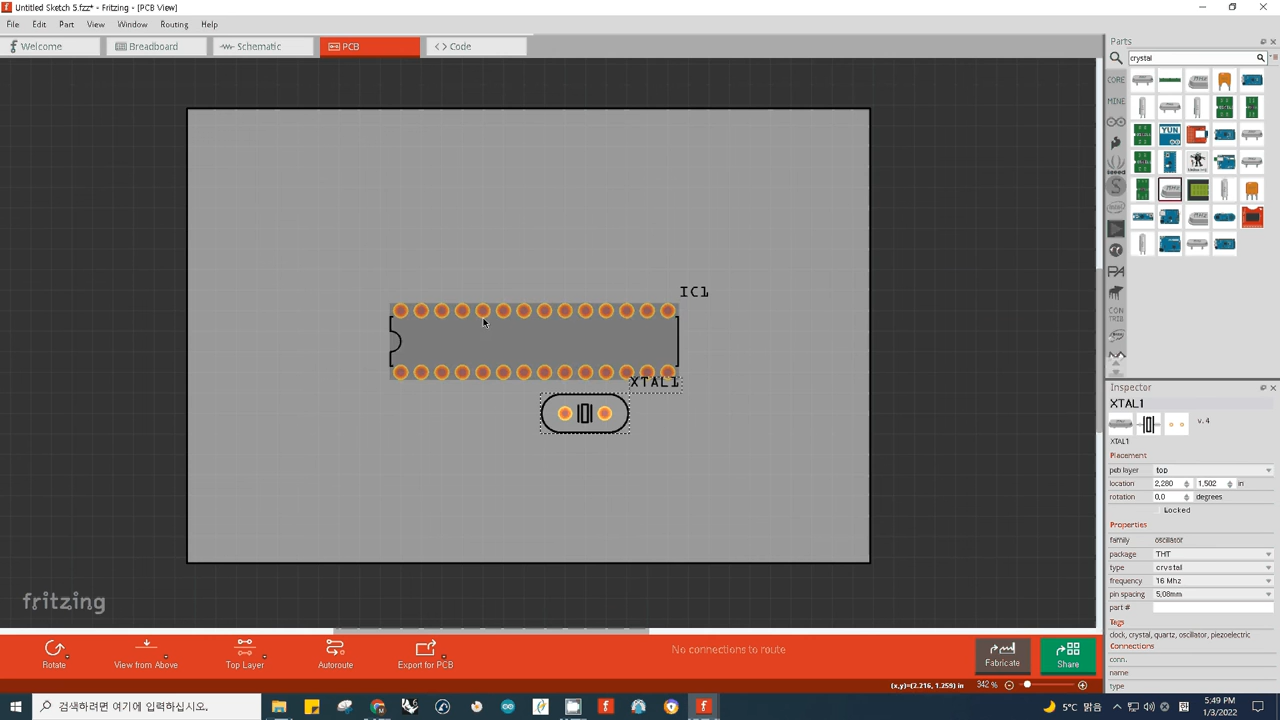 Untitled Sketch 5.fzz* - Fritzing - [PCB View]
File Edit Part View Window Routing Help
Welcome Breadboard Schematic PCB Code
Parts
crystal
CORE
MINE
YUN
seeed
PA
CON
TRIB
IC1
XTAL1
Inspector
XTAL1
v. 4
XTAL1
Placement
pcb layer top
location 2,280 1,502 in
rotation 0,0 degrees
Locked
Properties
family oscillator
package THT
type crystal
frequency 16 Mhz
pin spacing 5,08mm
part #
Tags
clock, crystal, quartz, oscillator, piezoelectric
Connections
conn.
name
type
fritzing
Rotate View from Above Top Layer Autoroute Export for PCB No connections to route Fabricate Share
(x,y)=(2.216, 1.259) in 342 %
검색하려면 여기에 입력하십시오.
5°C 맑음
5:49 PM
1/3/2022